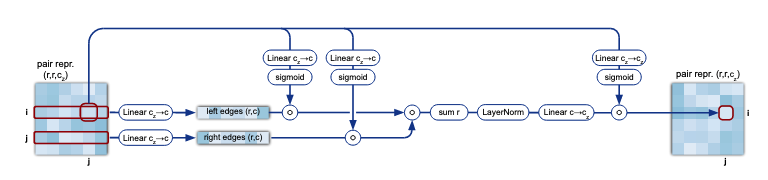 Linear c_z→c
Linear c_z→c
Linear c_z→c_z
pair repr.
(r,r,c_z)
sigmoid
sigmoid
sigmoid
pair repr. (r,r,c_z)
i
Linear c_z→c
left edges (r,c)
sum r
LayerNorm
Linear c→c_z
i
j
Linear c_z→c
right edges (r,c)
j
j